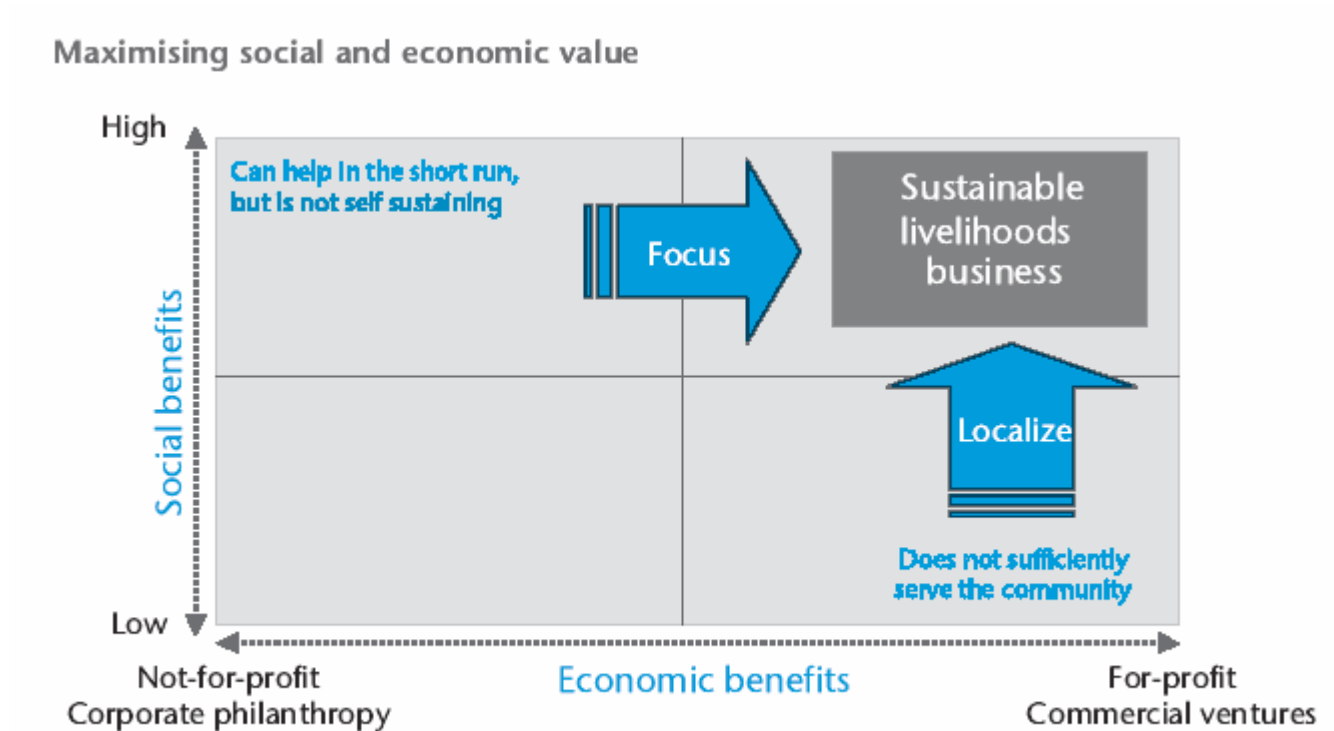 Maximising social and economic value
High
Can help in the short run,
but is not self sustaining
Focus
Sustainable
livelihoods
business
Social benefits
Localize
Does not sufficiently
serve the community
Low
Not-for-profit
Corporate philanthropy
Economic benefits
For-profit
Commercial ventures